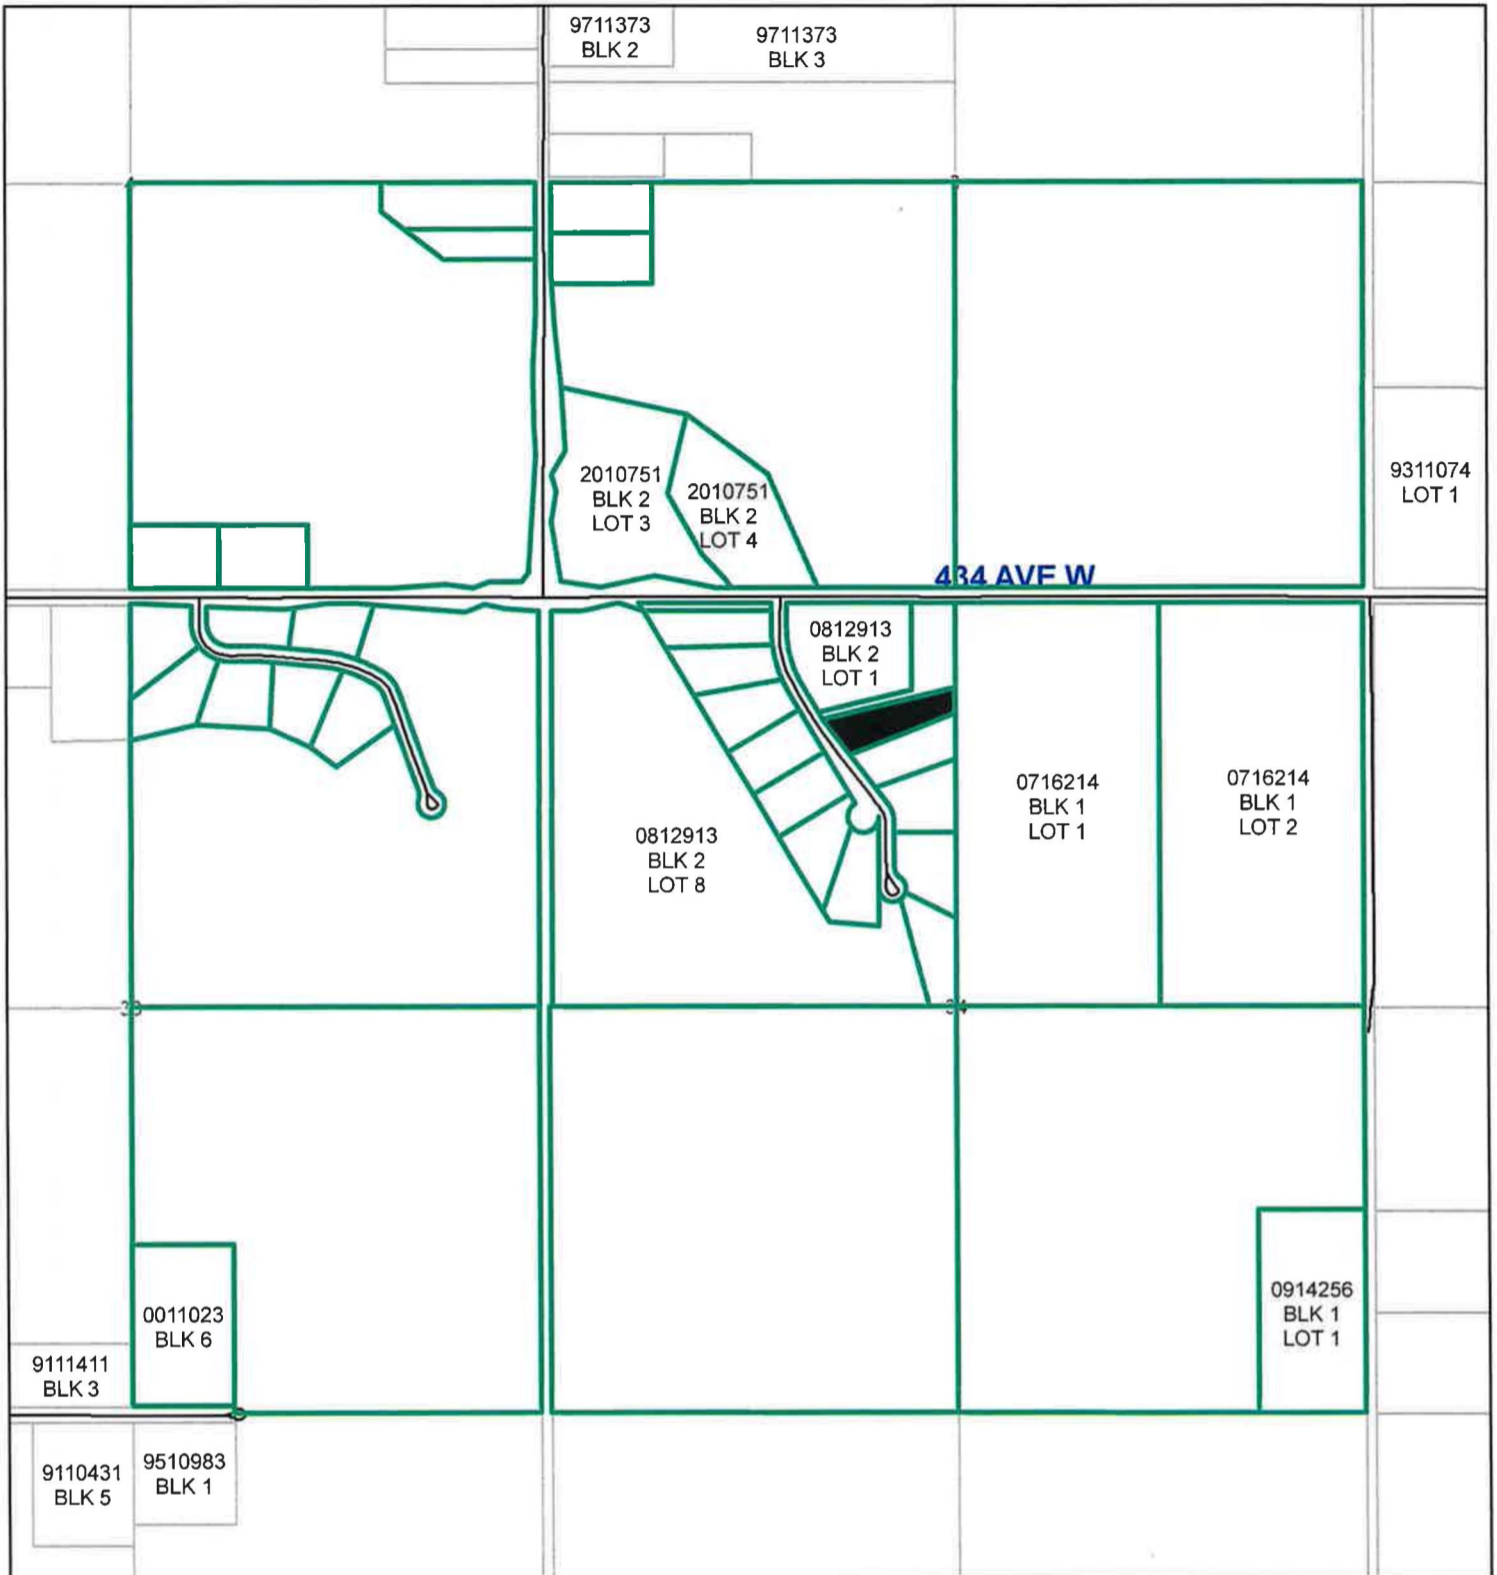 9711373
BLK 2
9711373
BLK 3
2010751
BLK 2
LOT 3
2010751
BLK 2
LOT 4
9311074
LOT 1
434 AVE W
0812913
BLK 2
LOT 1
0716214
BLK 1
LOT 1
0716214
BLK 1
LOT 2
0812913
BLK 2
LOT 8
34
0011023
BLK 6
0914256
BLK 1
LOT 1
9111411
BLK 3
9110431
BLK 5
9510983
BLK 1